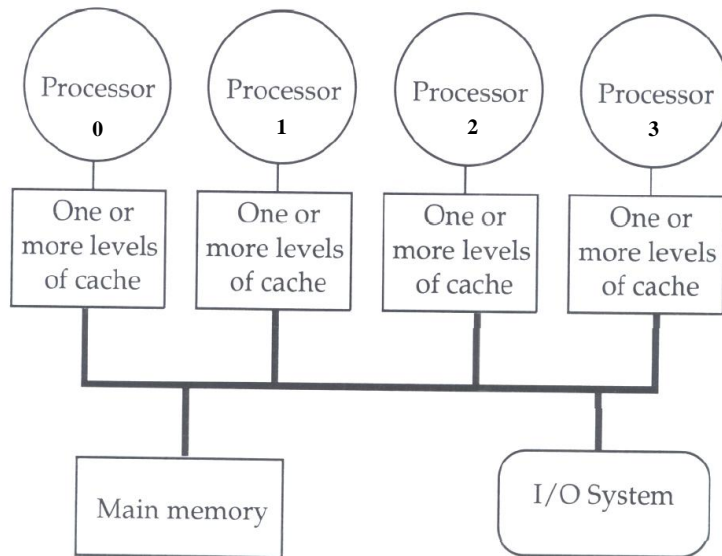 Processor
0
Processor
1
Processor
2
Processor
3
One or
more levels
of cache
One or
more levels
of cache
One or
more levels
of cache
One or
more levels
of cache
Main memory
I/O System